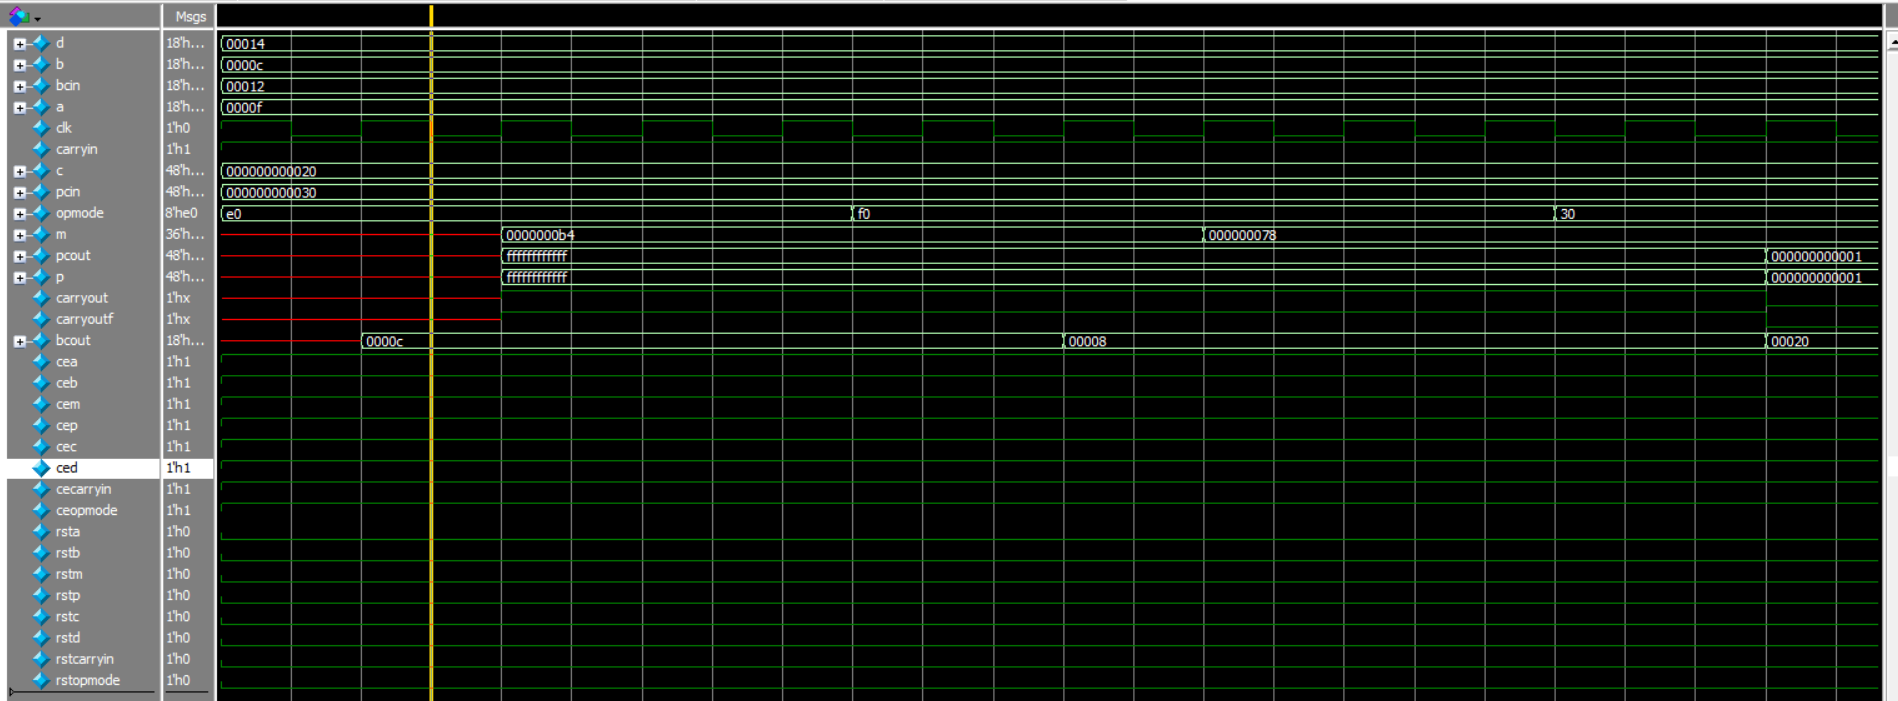 Msgs
d 18'h... 00014
b 18'h... 0000c
bcin 18'h... 00012
a 18'h... 0000f
clk 1'h0
carryin 1'h1
c 48'h... 000000000020
pcin 48'h... 000000000030
opmode 8'he0 e0 f0 30
m 36'h... 0000000b4 000000078
pcout 48'h... ffffffffffff 000000000001
p 48'h... ffffffffffff 000000000001
carryout 1'hx
carryoutf 1'hx
bcout 18'h... 0000c 00008 00020
cea 1'h1
ceb 1'h1
cem 1'h1
cep 1'h1
cec 1'h1
ced 1'h1
cecarryin 1'h1
ceopmode 1'h1
rsta 1'h0
rstb 1'h0
rstm 1'h0
rstp 1'h0
rstc 1'h0
rstd 1'h0
rstcarryin 1'h0
rstopmode 1'h0